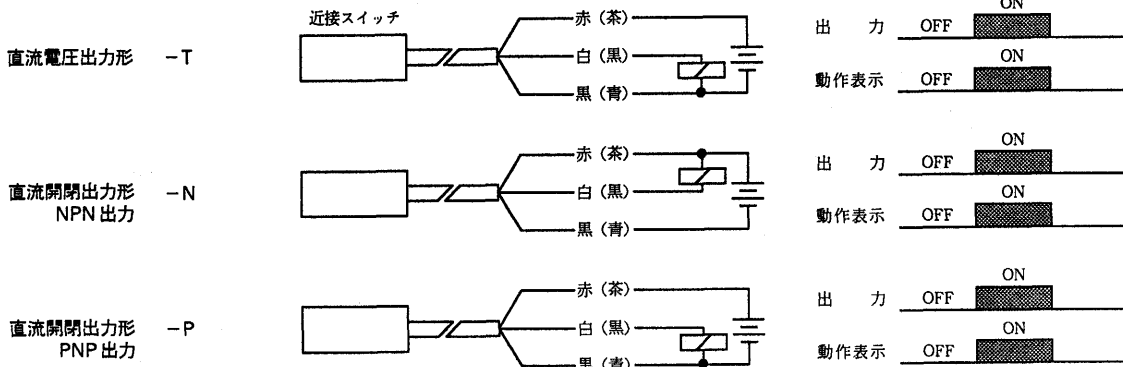 近接スイッチ
直流電圧出力形 －T
赤（茶）
白（黒）
黒（青）
ON
出 力 OFF
ON
動作表示 OFF
直流開閉出力形 －N
NPN出力
赤（茶）
白（黒）
黒（青）
ON
出 力 OFF
ON
動作表示 OFF
直流開閉出力形 －P
PNP出力
赤（茶）
白（黒）
黒（青）
ON
出 力 OFF
ON
動作表示 OFF